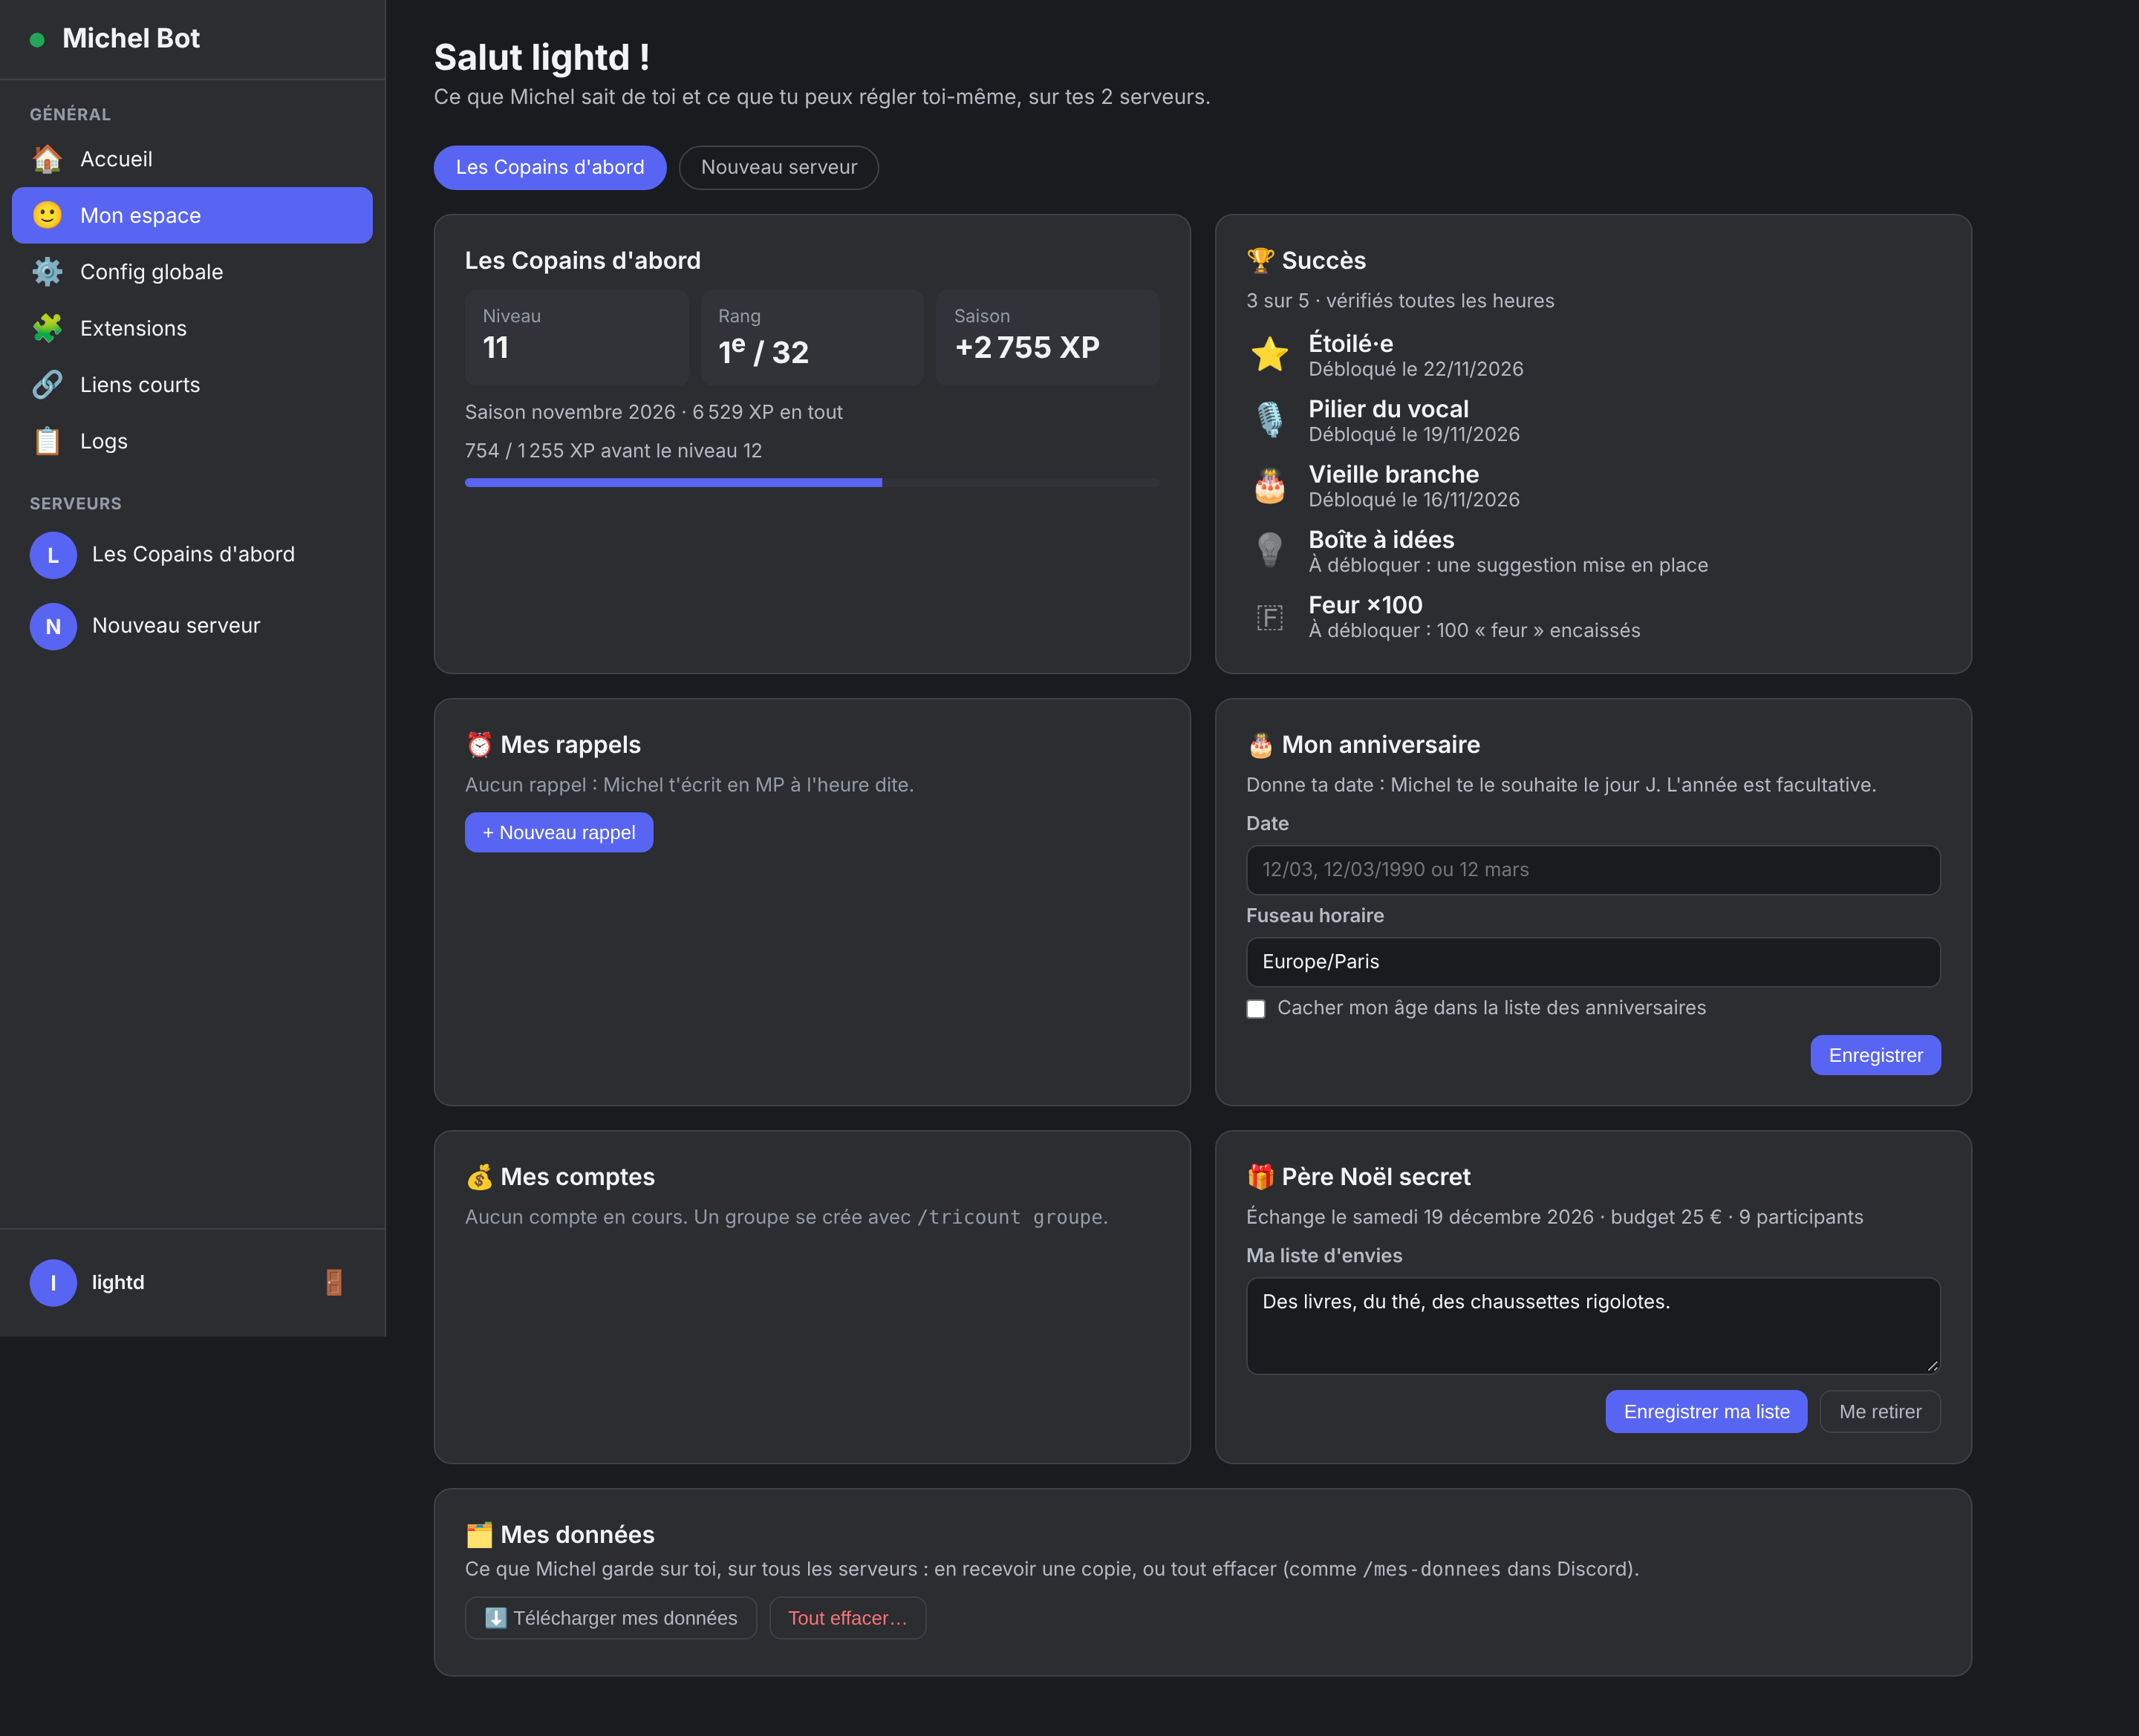 Michel Bot
GÉNÉRAL
Accueil
Mon espace
Config globale
Extensions
Liens courts
Logs
SERVEURS
L Les Copains d'abord
N Nouveau serveur
l lightd
Salut lightd !
Ce que Michel sait de toi et ce que tu peux régler toi-même, sur tes 2 serveurs.
Les Copains d'abord Nouveau serveur
Les Copains d'abord
Niveau
11
Rang
1e / 32
Saison
+2 755 XP
Saison novembre 2026 · 6 529 XP en tout
754 / 1 255 XP avant le niveau 12
🏆 Succès
3 sur 5 · vérifiés toutes les heures
Étoilé·e
Débloqué le 22/11/2026
Pilier du vocal
Débloqué le 19/11/2026
Vieille branche
Débloqué le 16/11/2026
Boîte à idées
À débloquer : une suggestion mise en place
🇫 Feur ×100
À débloquer : 100 « feur » encaissés
⏰ Mes rappels
Aucun rappel : Michel t'écrit en MP à l'heure dite.
+ Nouveau rappel
🎂 Mon anniversaire
Donne ta date : Michel te le souhaite le jour J. L'année est facultative.
Date
12/03, 12/03/1990 ou 12 mars
Fuseau horaire
Europe/Paris
Cacher mon âge dans la liste des anniversaires
Enregistrer
💰 Mes comptes
Aucun compte en cours. Un groupe se crée avec /tricount groupe.
🎁 Père Noël secret
Échange le samedi 19 décembre 2026 · budget 25 € · 9 participants
Ma liste d'envies
Des livres, du thé, des chaussettes rigolotes.
Enregistrer ma liste Me retirer
🗂️ Mes données
Ce que Michel garde sur toi, sur tous les serveurs : en recevoir une copie, ou tout effacer (comme /mes-donnees dans Discord).
⬇️ Télécharger mes données Tout effacer…